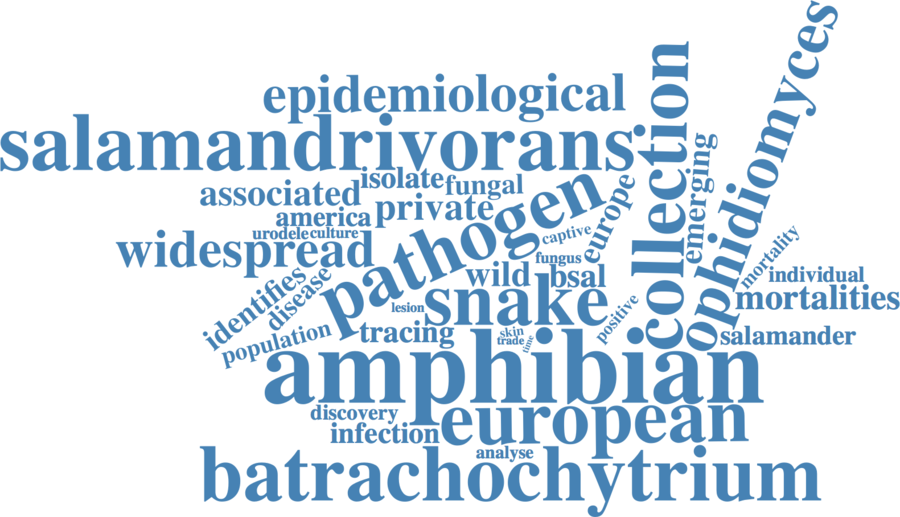 ophidiomyces
collection
epidemiological
salamandrivorans
emerging
isolate
fungal
associated
private
america
pathogen
europe
urodele
culture
captive
widespread
fungus
mortality
wild
bsal
individual
identifies
disease
snake
mortalities
lesion
positive
population
tracing
skin
trade
time
salamander
amphibian
discovery
european
infection
analyse
batrachochytrium